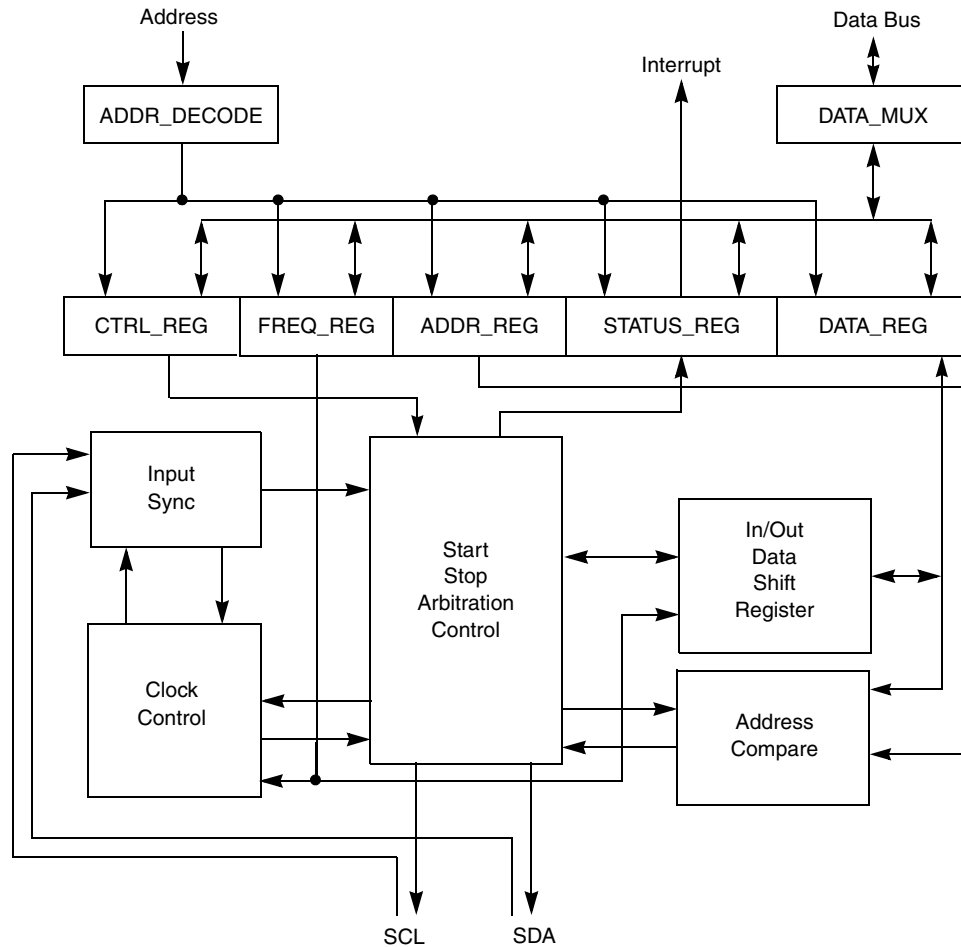 Address
Data Bus
Interrupt
ADDR_DECODE
DATA_MUX
CTRL_REG
FREQ_REG
ADDR_REG
STATUS_REG
DATA_REG
Input
Sync
Start
Stop
Arbitration
Control
In/Out
Data
Shift
Register
Clock
Control
Address
Compare
SCL
SDA